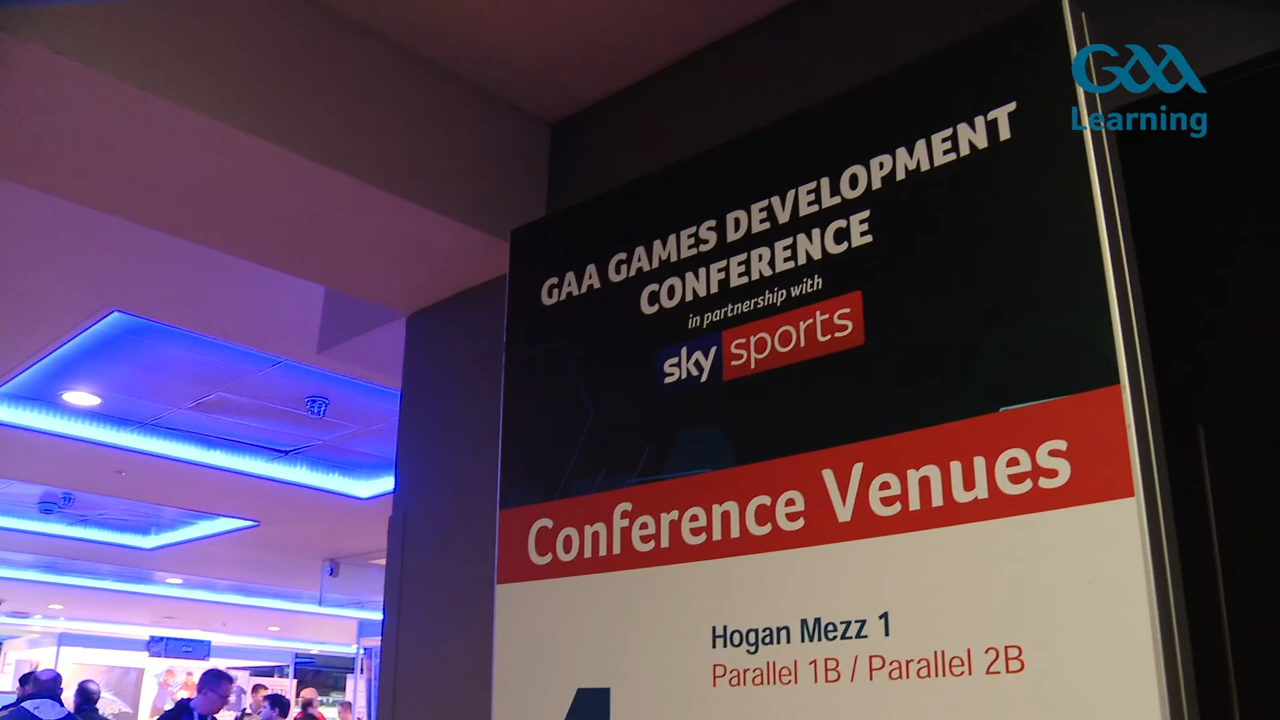 GAA
Learning
GAA GAMES DEVELOPMENT
CONFERENCE
in partnership with
sky sports
Conference Venues
Hogan Mezz 1
Parallel 1B / Parallel 2B